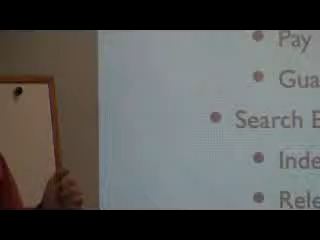 • Pay
• Gua
• Search E
• Inde
• Rele